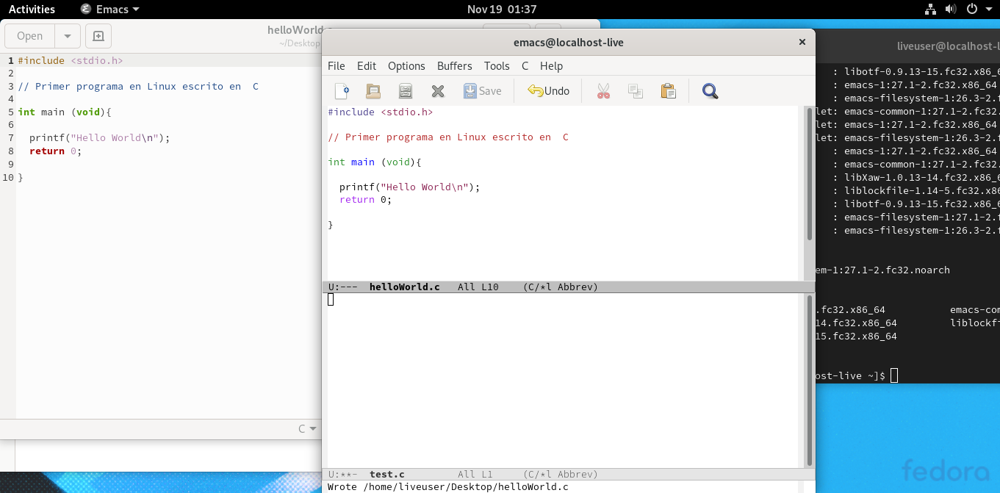 Activities Emacs Nov 19 01:37
Open
helloWorld.c
~/Desktop
1 #include <stdio.h>
2
3 // Primer programa en Linux escrito en  C
4
5 int main (void){
6
7   printf("Hello World\n");
8   return 0;
9
10 }
C
emacs@localhost-live ×
File Edit Options Buffers Tools C Help
Save Undo
#include <stdio.h>
// Primer programa en Linux escrito en  C
int main (void){
  printf("Hello World\n");
  return 0;
}
U:---  helloWorld.c   All L10    (C/*l Abbrev)
U:**-  test.c         All L1     (C/*l Abbrev)
Wrote /home/liveuser/Desktop/helloWorld.c
liveuser@localhost-l
: libotf-0.9.13-15.fc32.x86_6
: emacs-1:27.1-2.fc32.x86_64
: emacs-filesystem-1:26.3-2.f
let: emacs-common-1:27.1-2.fc32.
let: emacs-1:27.1-2.fc32.x86_64
let: emacs-filesystem-1:26.3-2.f
: emacs-1:27.1-2.fc32.x86_64
: emacs-common-1:27.1-2.fc32.
: libXaw-1.0.13-14.fc32.x86_6
: liblockfile-1.14-5.fc32.x86
: libotf-0.9.13-15.fc32.x86_6
: emacs-filesystem-1:27.1-2.f
: emacs-filesystem-1:26.3-2.f
em-1:27.1-2.fc32.noarch
.fc32.x86_64 emacs-com
14.fc32.x86_64 liblockf
15.fc32.x86_64
ost-live ~]$
fedora